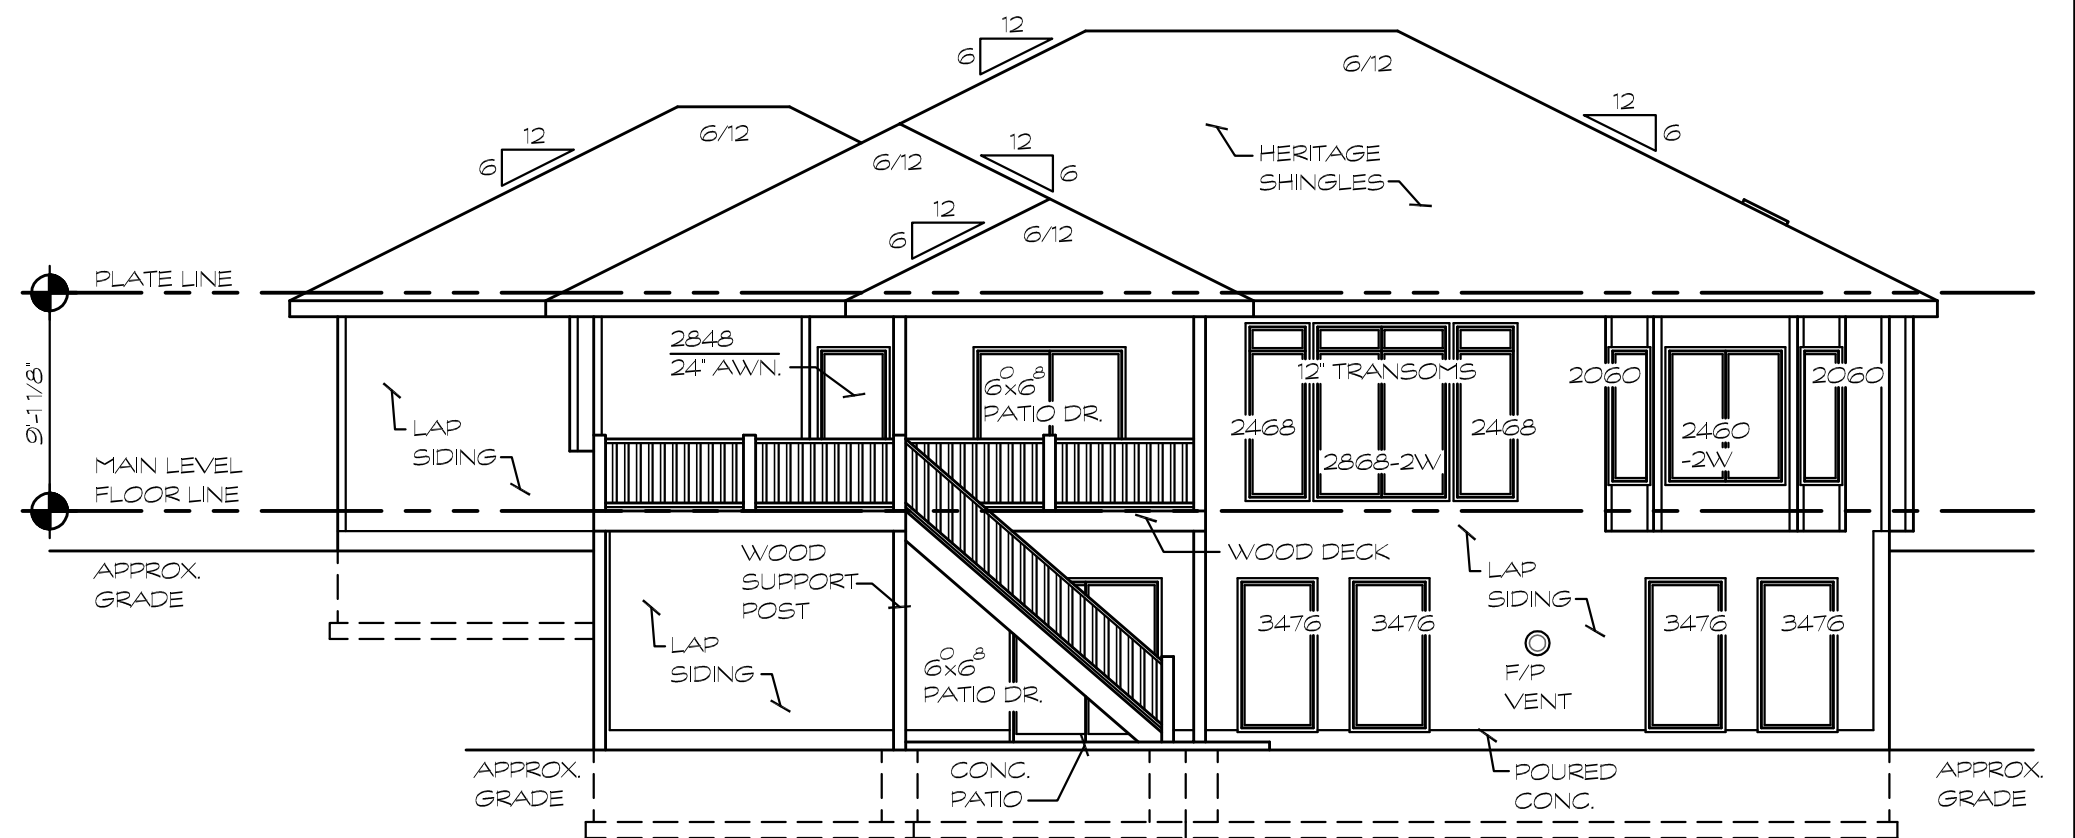 12
6
6/12
12
6
12
6
6/12
6/12
12
6
HERITAGE
SHINGLES
12
6
6/12
PLATE LINE
9'-1 1/8"
MAIN LEVEL
FLOOR LINE
2848
24" AWN.
6⁰x6⁸
PATIO DR.
12" TRANSOMS
2060
2060
LAP
SIDING
2468
2868-2W
2468
2460
-2W
WOOD
SUPPORT
POST
WOOD DECK
APPROX.
GRADE
LAP
SIDING
3476
3476
3476
3476
LAP
SIDING
6⁰x6⁸
PATIO DR.
F/P
VENT
APPROX.
GRADE
CONC.
PATIO
POURED
CONC.
APPROX.
GRADE